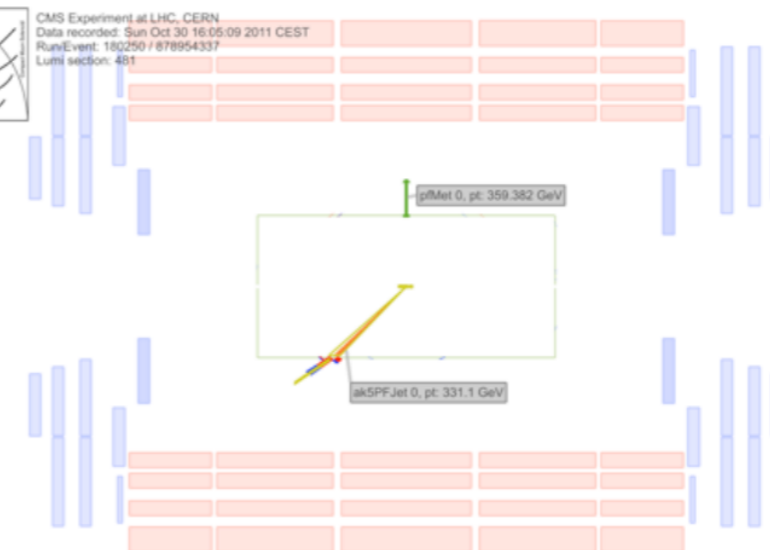 CMS Experiment at LHC, CERN
Data recorded: Sun Oct 30 16:05:09 2011 CEST
Run/Event: 180250 / 878954337
Lumi section: 481
pfMet 0, pt: 359.382 GeV
ak5PFJet 0, pt: 331.1 GeV